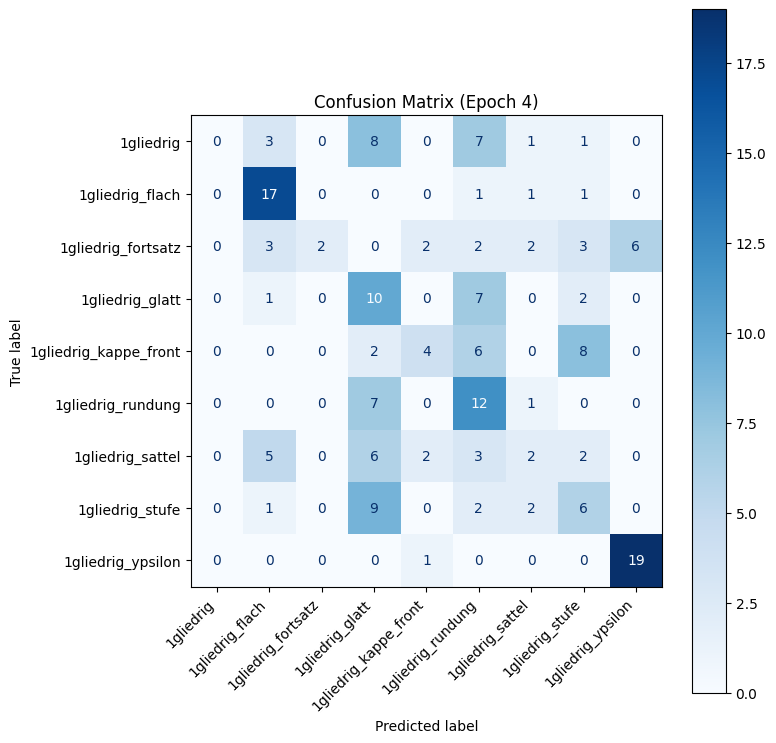 Confusion Matrix (Epoch 4)
True label
1gliedrig 0 3 0 8 0 7 1 1 0
1gliedrig_flach 0 17 0 0 0 1 1 1 0
1gliedrig_fortsatz 0 3 2 0 2 2 2 3 6
1gliedrig_glatt 0 1 0 10 0 7 0 2 0
1gliedrig_kappe_front 0 0 0 2 4 6 0 8 0
1gliedrig_rundung 0 0 0 7 0 12 1 0 0
1gliedrig_sattel 0 5 0 6 2 3 2 2 0
1gliedrig_stufe 0 1 0 9 0 2 2 6 0
1gliedrig_ypsilon 0 0 0 0 1 0 0 0 19
1gliedrig
1gliedrig_flach
1gliedrig_fortsatz
1gliedrig_glatt
1gliedrig_kappe_front
1gliedrig_rundung
1gliedrig_sattel
1gliedrig_stufe
1gliedrig_ypsilon
Predicted label
17.5
15.0
12.5
10.0
7.5
5.0
2.5
0.0